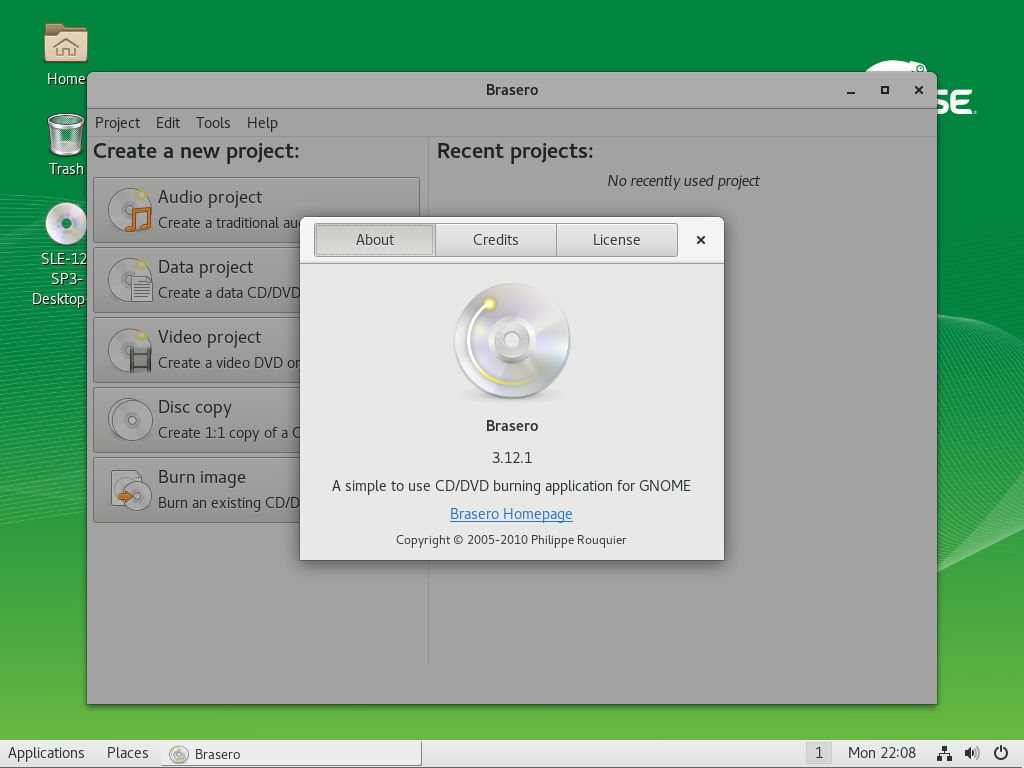 Home
Trash
SLE-12
SP3-
Desktop-
SE
Brasero
Project Edit Tools Help
Create a new project:
Audio project
Create a traditional au
Data project
Create a data CD/DVD
Video project
Create a video DVD or
Disc copy
Create 1:1 copy of a C
Burn image
Burn an existing CD/D
Recent projects:
No recently used project
About Credits License
Brasero
3.12.1
A simple to use CD/DVD burning application for GNOME
Brasero Homepage
Copyright © 2005-2010 Philippe Rouquier
Applications Places Brasero 1 Mon 22:08